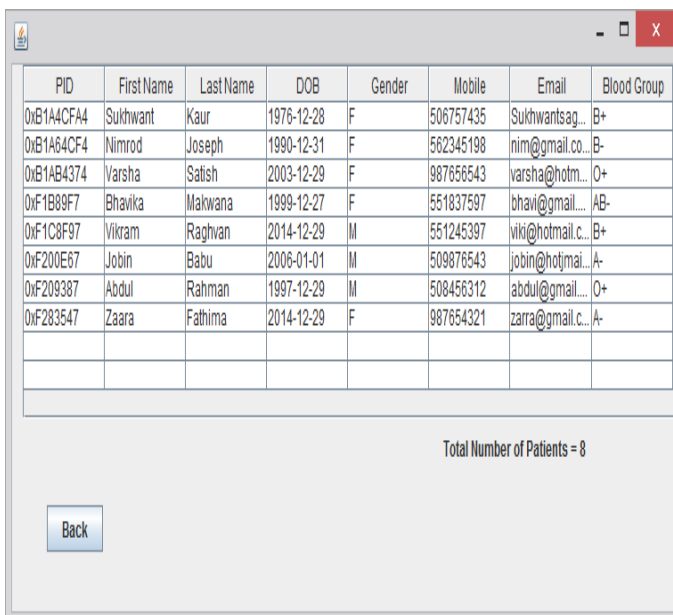 X
PID First Name Last Name DOB Gender Mobile Email Blood Group
0xB1A4CFA4 Sukhwant Kaur 1976-12-28 F 506757435 Sukhwantsag... B+
0xB1A64CF4 Nimrod Joseph 1990-12-31 F 562345198 nim@gmail.co... B-
0xB1AB4374 Varsha Satish 2003-12-29 F 987656543 varsha@hotm... O+
0xF1B89F7 Bhavika Makwana 1999-12-27 F 551837597 bhavi@gmail.... AB-
0xF1C8F97 Vikram Raghvan 2014-12-29 M 551245397 viki@hotmail.c... B+
0xF200E67 Jobin Babu 2006-01-01 M 509876543 jobin@hotjmai... A-
0xF209387 Abdul Rahman 1997-12-29 M 508456312 abdul@gmail.... O+
0xF283547 Zaara Fathima 2014-12-29 F 987654321 zarra@gmail.c... A-
Total Number of Patients = 8
Back